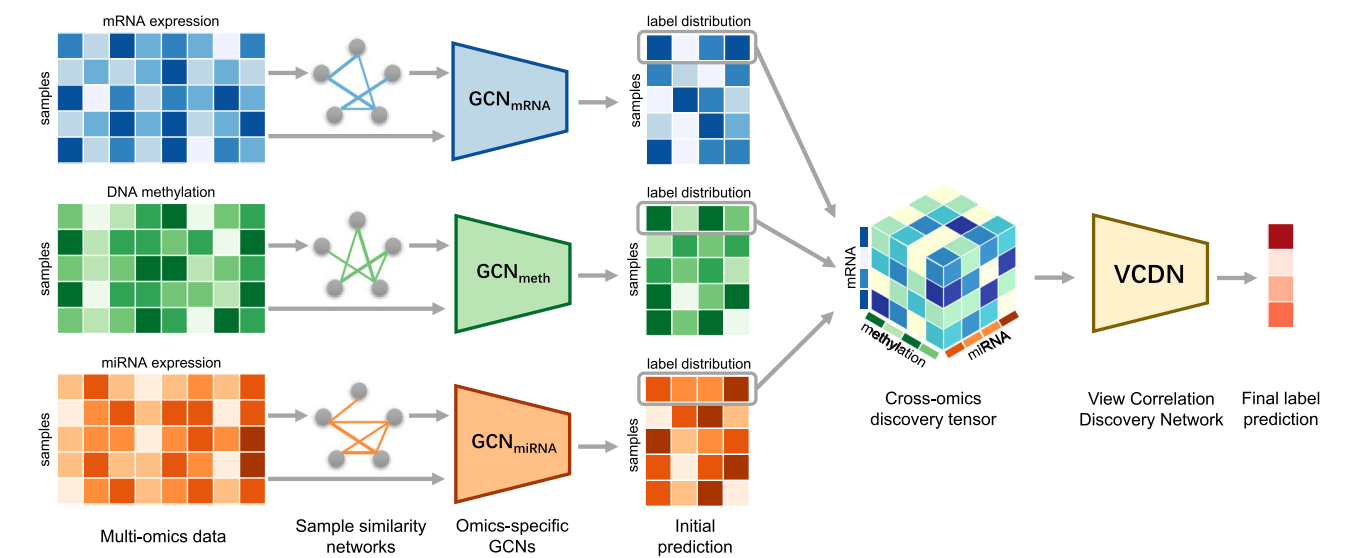 mRNA expression
samples
GCNmRNA
label distribution
samples
DNA methylation
samples
GCNmeth
label distribution
samples
miRNA expression
samples
GCNmiRNA
label distribution
samples
mRNA
methylation
miRNA
VCDN
Multi-omics data
Sample similarity
networks
Omics-specific
GCNs
Initial
prediction
Cross-omics
discovery tensor
View Correlation
Discovery Network
Final label
prediction